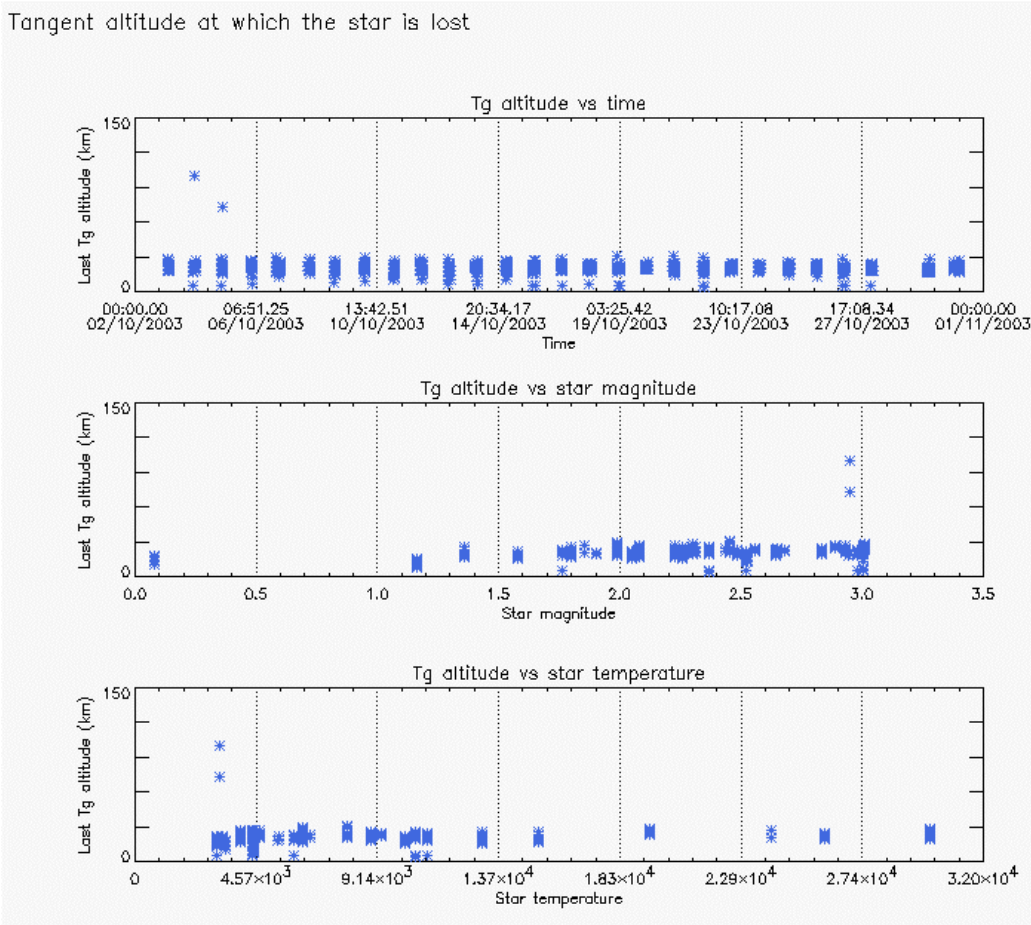 Tangent altitude at which the star is lost
Tg altitude vs time
150
Last Tg altitude (km)
0
00:00.00 06:51.25 13:42.51 20:34.17 03:25.42 10:17.08 17:08.34 00:00.00
02/10/2003 06/10/2003 10/10/2003 14/10/2003 19/10/2003 23/10/2003 27/10/2003 01/11/2003
Time
Tg altitude vs star magnitude
150
Last Tg altitude (km)
0
0.0 0.5 1.0 1.5 2.0 2.5 3.0 3.5
Star magnitude
Tg altitude vs star temperature
150
Last Tg altitude (km)
0
0 4.57×10³ 9.14×10³ 1.37×10⁴ 1.83×10⁴ 2.29×10⁴ 2.74×10⁴ 3.20×10⁴
Star temperature